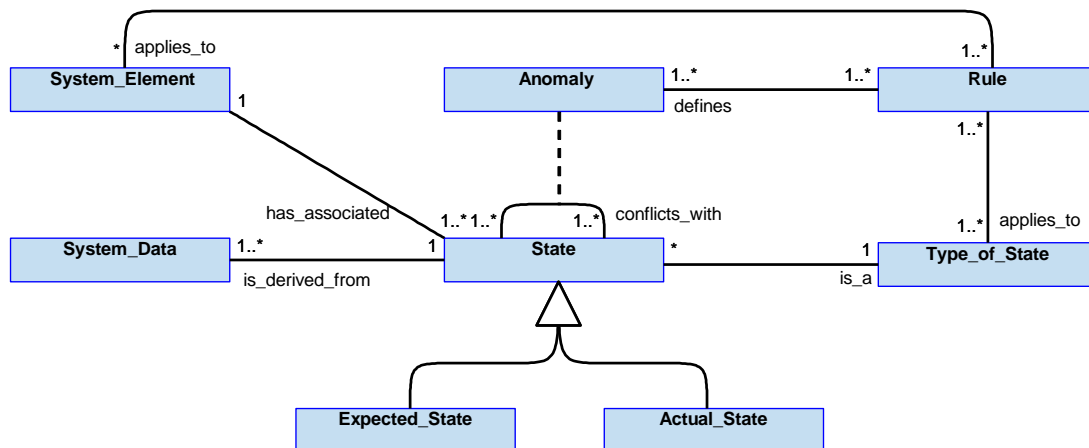 * applies_to 1..*
System_Element Anomaly Rule
1 1..* 1..*
defines
1..*
has_associated 1..* 1..* 1..* conflicts_with 1..* applies_to
System_Data 1..* 1 State * 1 Type_of_State
is_derived_from is_a
Expected_State Actual_State